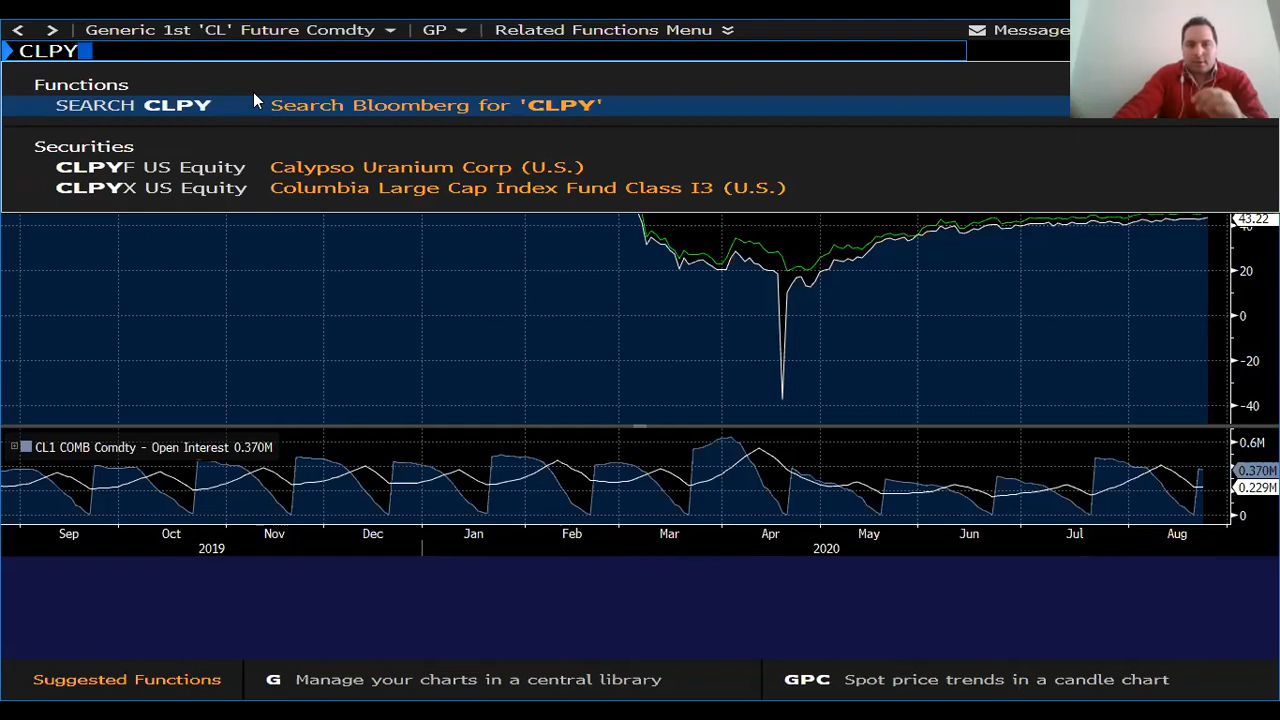 Generic 1st 'CL' Future Comdty GP Related Functions Menu Message
CLPY
Functions
SEARCH CLPY Search Bloomberg for 'CLPY'
Securities
CLPYF US Equity Calypso Uranium Corp (U.S.)
CLPYX US Equity Columbia Large Cap Index Fund Class I3 (U.S.)
43.22
20
0
-20
-40
CL1 COMB Comdty - Open Interest 0.370M
0.6M
0.370M
0.229M
0
Sep Oct Nov Dec Jan Feb Mar Apr May Jun Jul Aug
2019 2020
Suggested Functions G Manage your charts in a central library GPC Spot price trends in a candle chart